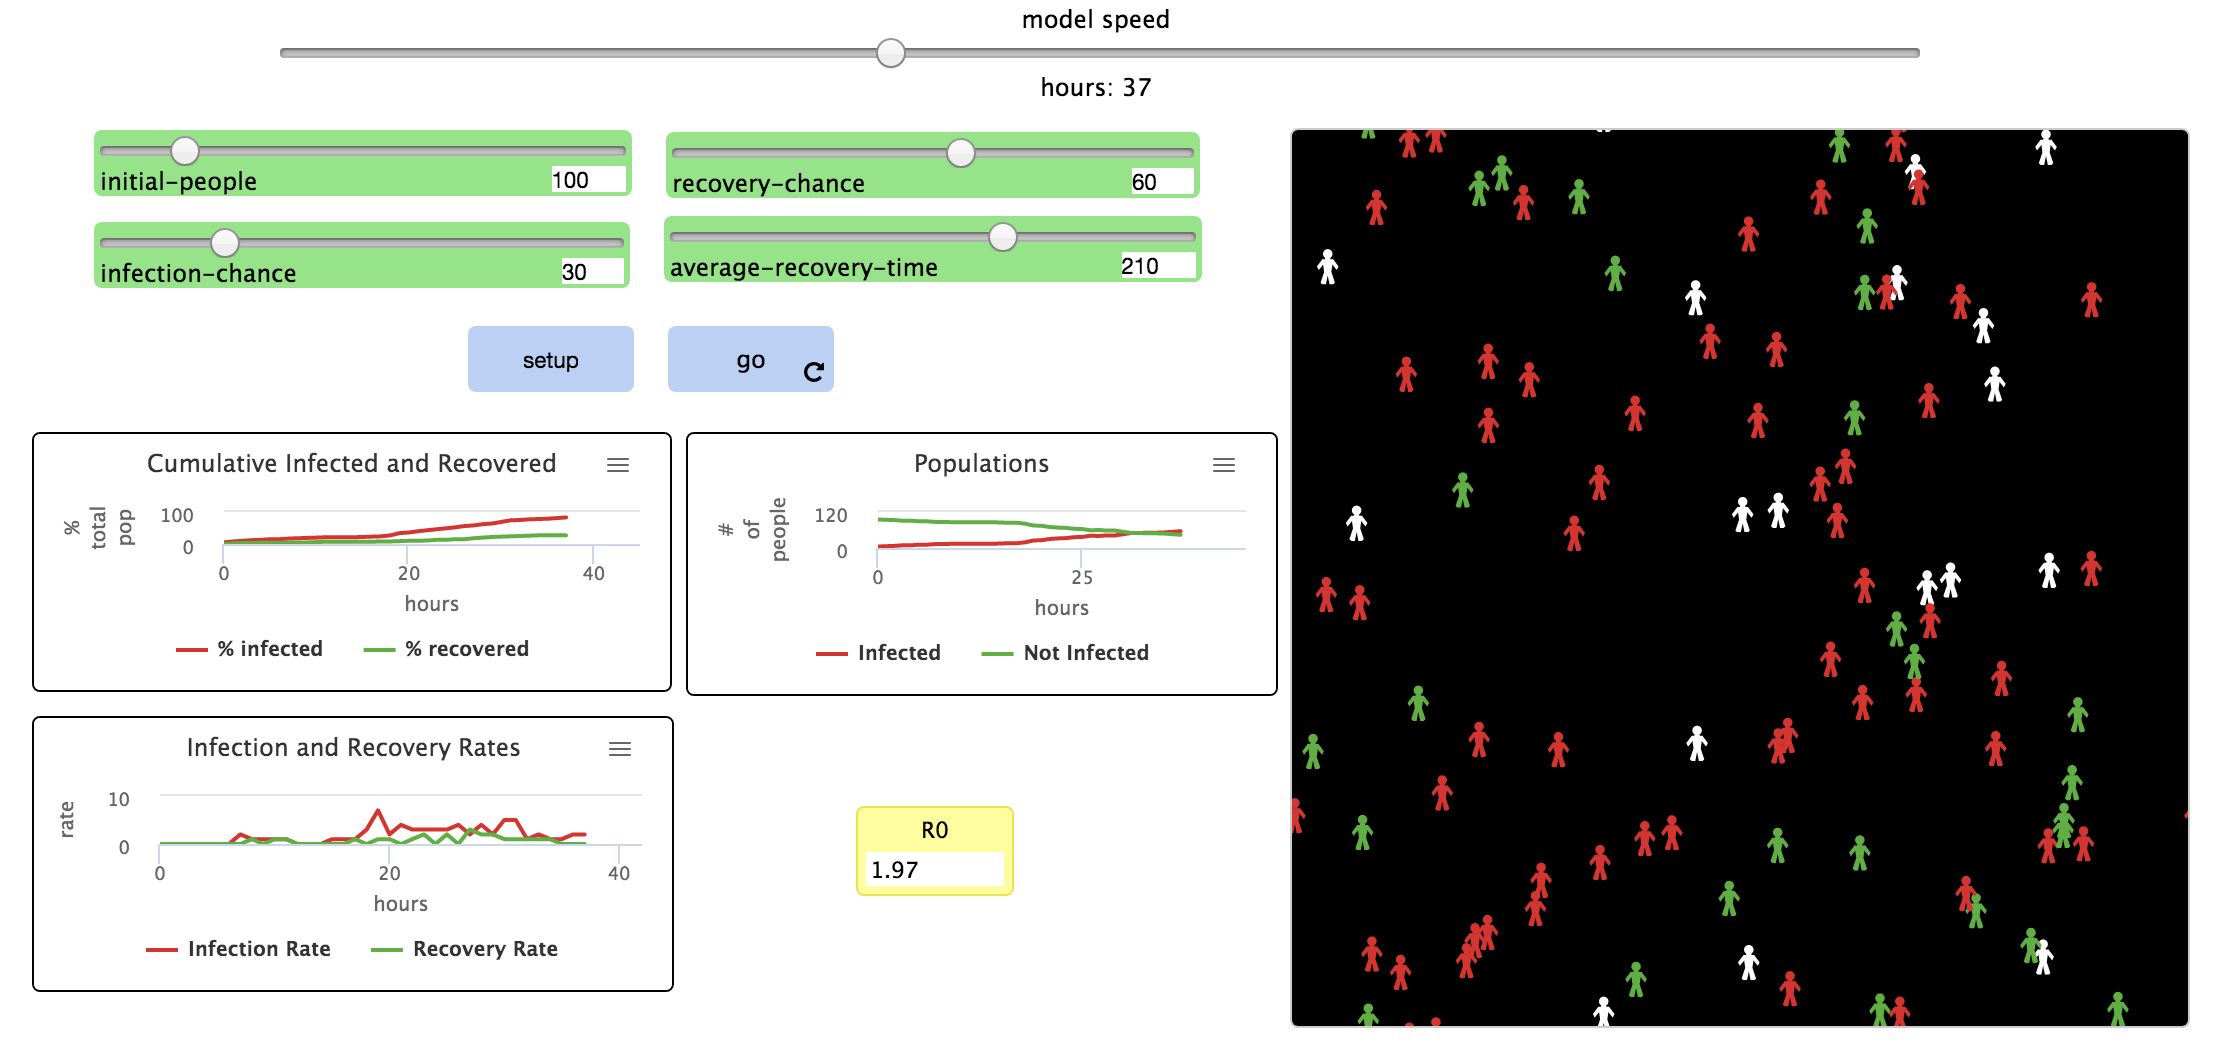 model speed
hours: 37
initial-people
100
recovery-chance
60
infection-chance
30
average-recovery-time
210
setup
go
Cumulative Infected and Recovered
% total pop
100
0
0
20
40
hours
% infected
% recovered
Populations
# of people
120
0
0
25
hours
Infected
Not Infected
Infection and Recovery Rates
rate
10
0
0
20
40
hours
Infection Rate
Recovery Rate
R0
1.97